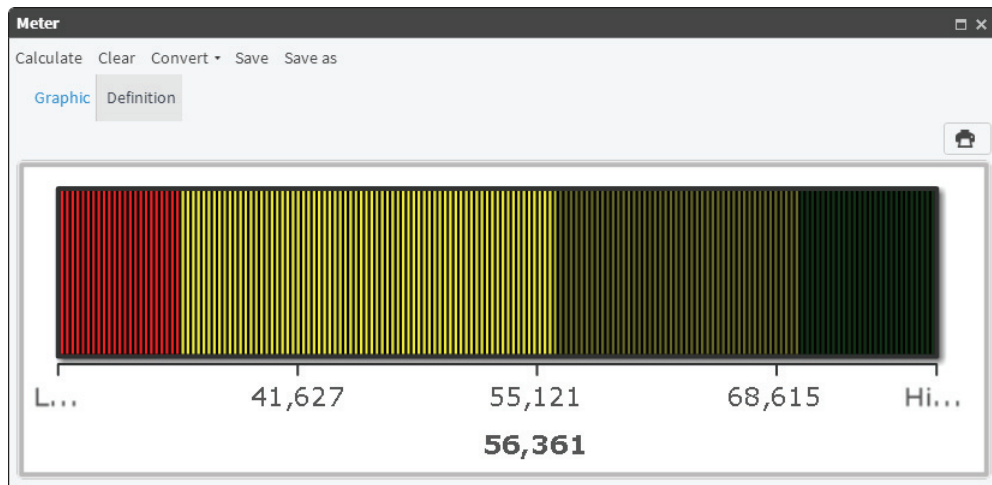 Meter
Calculate Clear Convert Save Save as
Graphic Definition
L... 41,627 55,121 68,615 Hi...
56,361